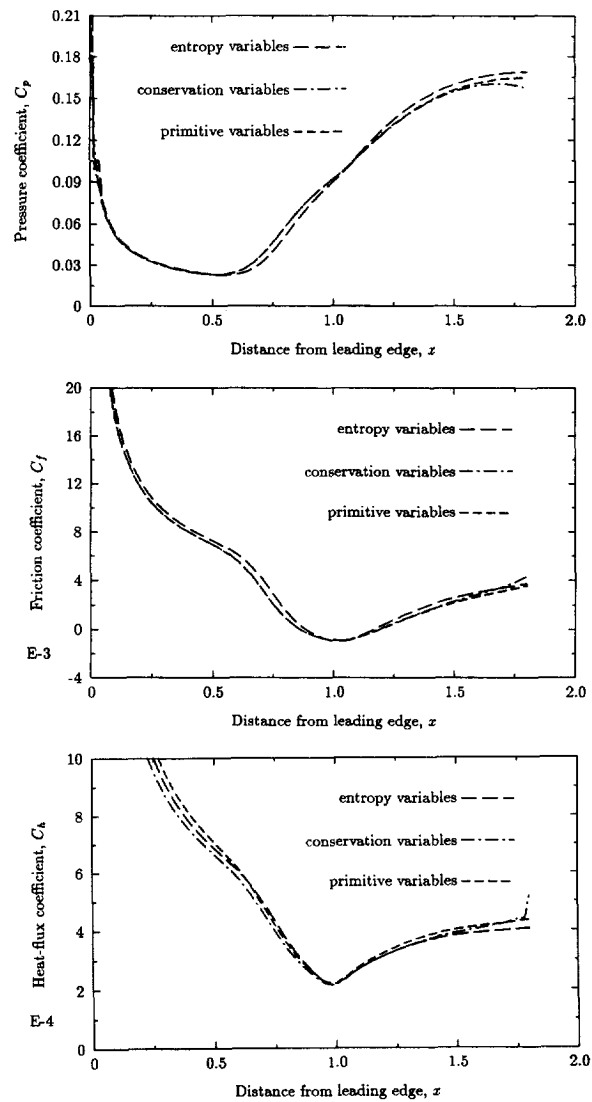 0.21
0.18
0.15
0.12
0.09
0.06
0.03
0
Pressure coefficient, Cp
entropy variables
conservation variables
primitive variables
0 0.5 1.0 1.5 2.0
Distance from leading edge, x
20
16
12
8
4
0
E-3
-4
Friction coefficient, Cf
entropy variables
conservation variables
primitive variables
0 0.5 1.0 1.5 2.0
Distance from leading edge, x
10
8
6
4
2
E-4
0
Heat-flux coefficient, Ch
entropy variables
conservation variables
primitive variables
0 0.5 1.0 1.5 2.0
Distance from leading edge, x